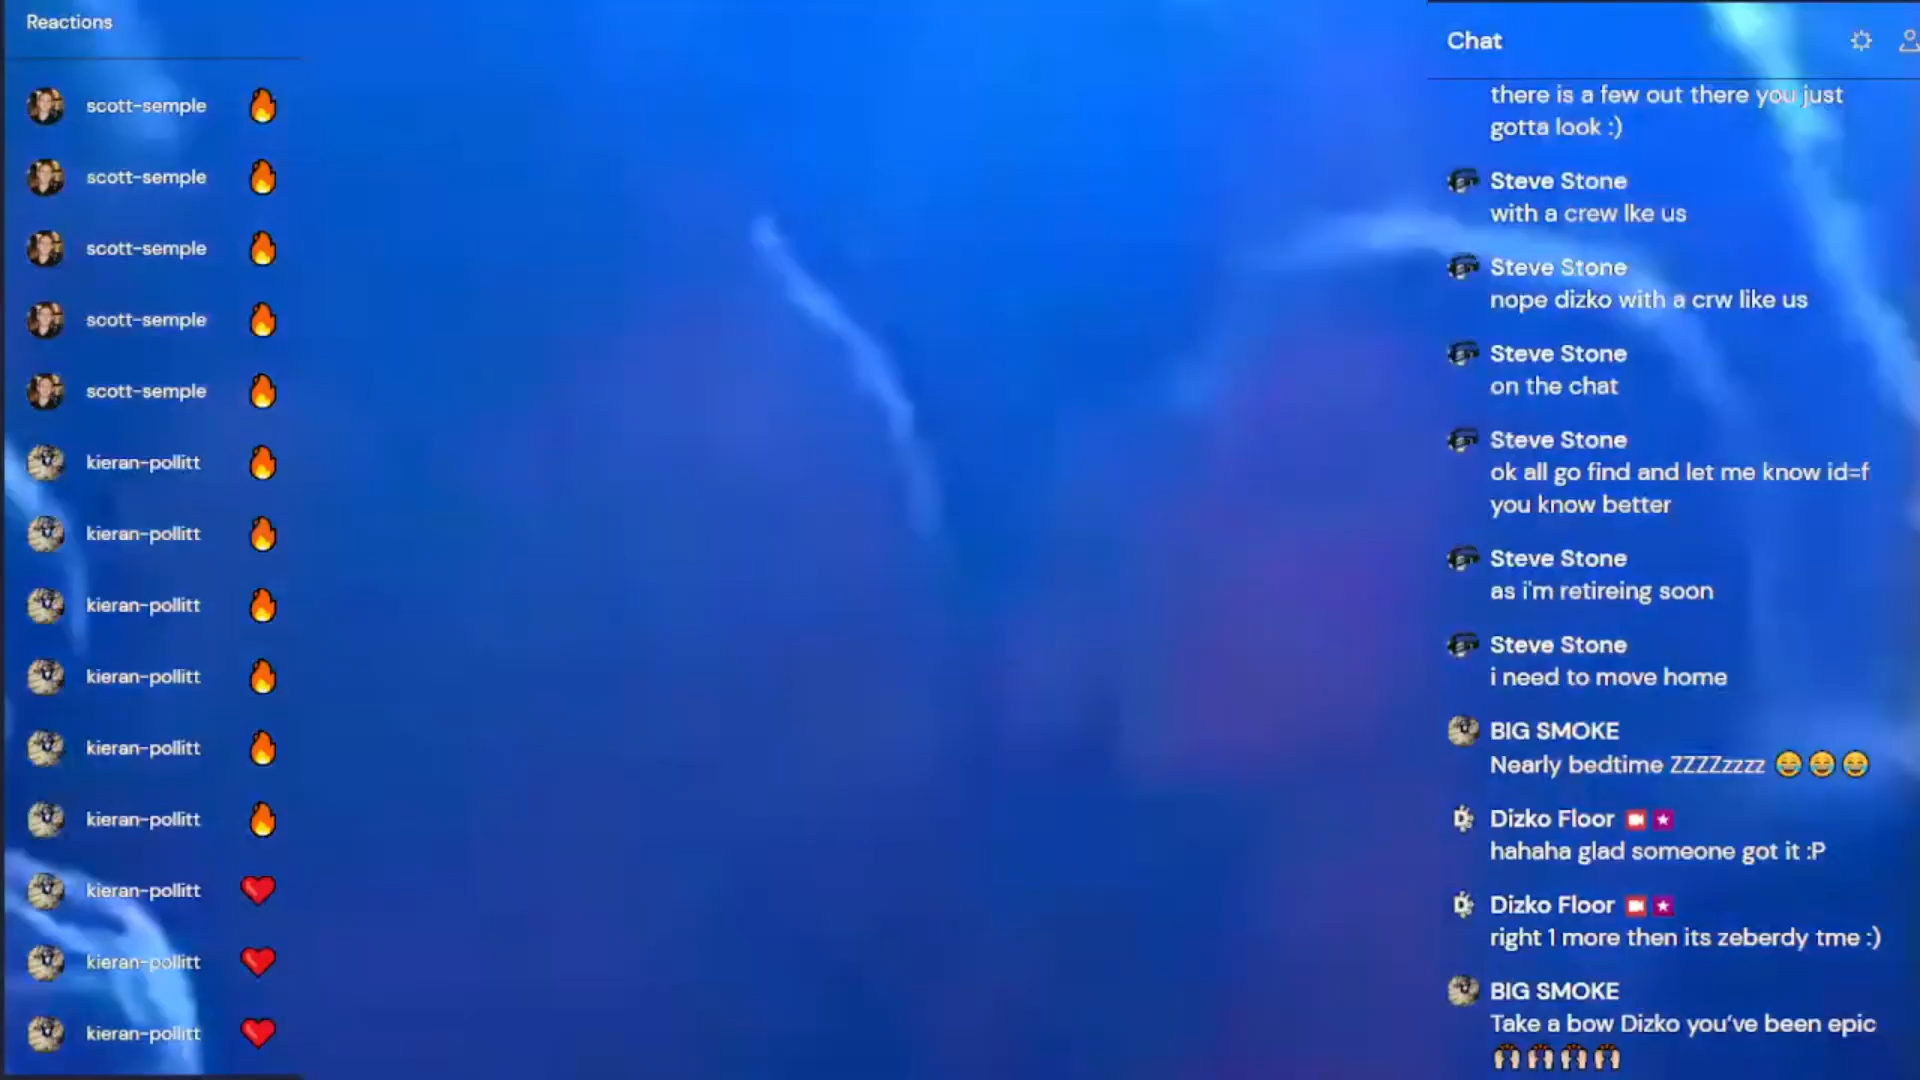 Reactions
scott-semple
scott-semple
scott-semple
scott-semple
scott-semple
kieran-pollitt
kieran-pollitt
kieran-pollitt
kieran-pollitt
kieran-pollitt
kieran-pollitt
kieran-pollitt
kieran-pollitt
kieran-pollitt
Chat
there is a few out there you just
gotta look :)
Steve Stone
with a crew lke us
Steve Stone
nope dizko with a crw like us
Steve Stone
on the chat
Steve Stone
ok all go find and let me know id=f
you know better
Steve Stone
as i'm retireing soon
Steve Stone
i need to move home
BIG SMOKE
Nearly bedtime ZZZZzzzz 😂 😂 😂
Dizko Floor
hahaha glad someone got it :P
Dizko Floor
right 1 more then its zeberdy tme :)
BIG SMOKE
Take a bow Dizko you've been epic